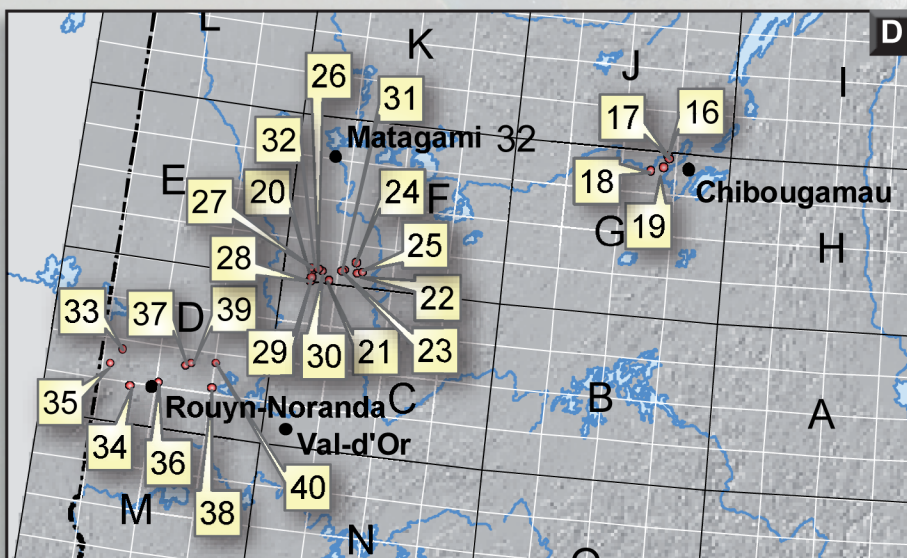 L
K
D
26
31
J
I
17
16
32
Matagami
32
E
20
24
F
18
Chibougamau
27
19
G
H
28
25
22
33
37
D
39
29
30
21
23
35
Rouyn-Noranda
C
B
A
34
36
Val-d'Or
40
M
38
N
O